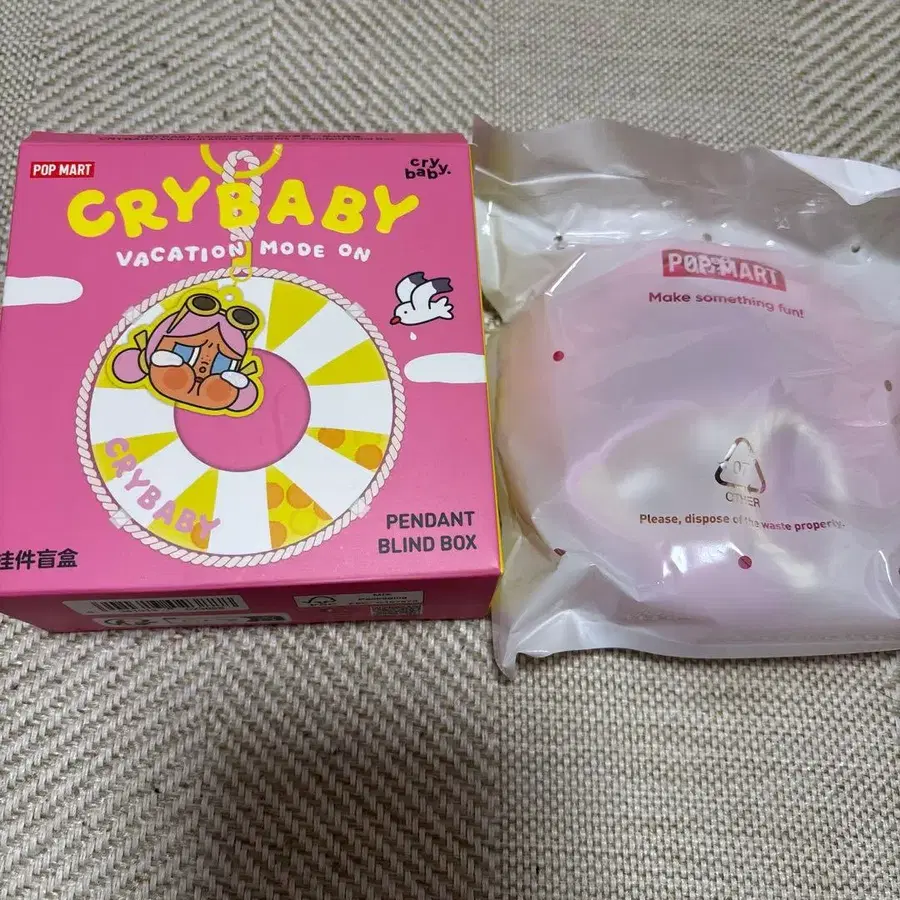 POP MART
cry
baby.
CRYBABY
VACATION MODE ON
CRYBABY
PENDANT
BLIND BOX
挂件盲盒
POP MART
Make something fun!
07
OTHER
Please, dispose of the waste properly.